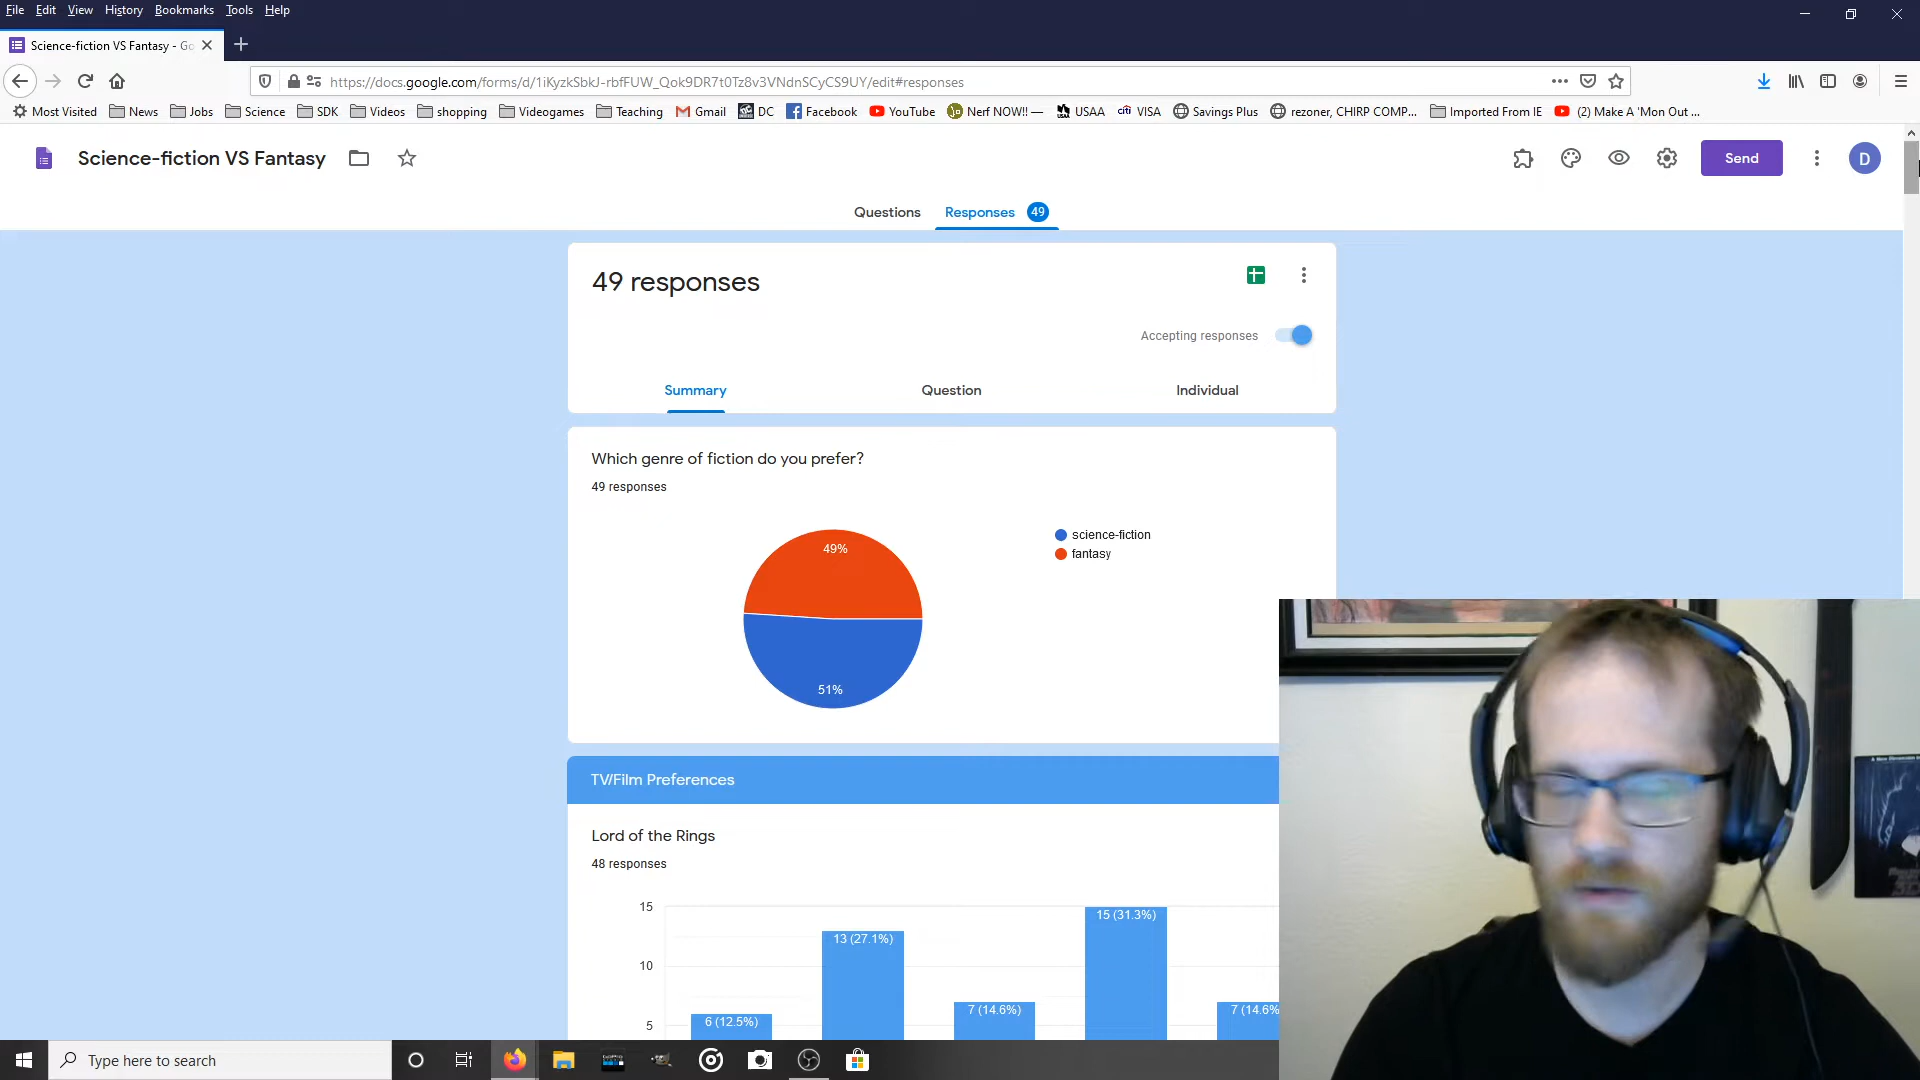 File Edit View History Bookmarks Tools Help
Science-fiction VS Fantasy - Go
https://docs.google.com/forms/d/1iKyzkSbkJ-rbfFUW_Qok9DR7t0Tz8v3VNdnSCyCS9UY/edit#responses
Most Visited News Jobs Science SDK Videos shopping Videogames Teaching Gmail DC Facebook YouTube Nerf NOW!! — USAA citi VISA Savings Plus rezoner, CHIRP COMP... Imported From IE (2) Make A 'Mon Out ...
Science-fiction VS Fantasy
Send
D
Questions Responses 49
49 responses
Accepting responses
Summary Question Individual
Which genre of fiction do you prefer?
49 responses
science-fiction
fantasy
49%
51%
TV/Film Preferences
Lord of the Rings
48 responses
15
10
5
6 (12.5%)
13 (27.1%)
7 (14.6%)
15 (31.3%)
7 (14.6%
Type here to search